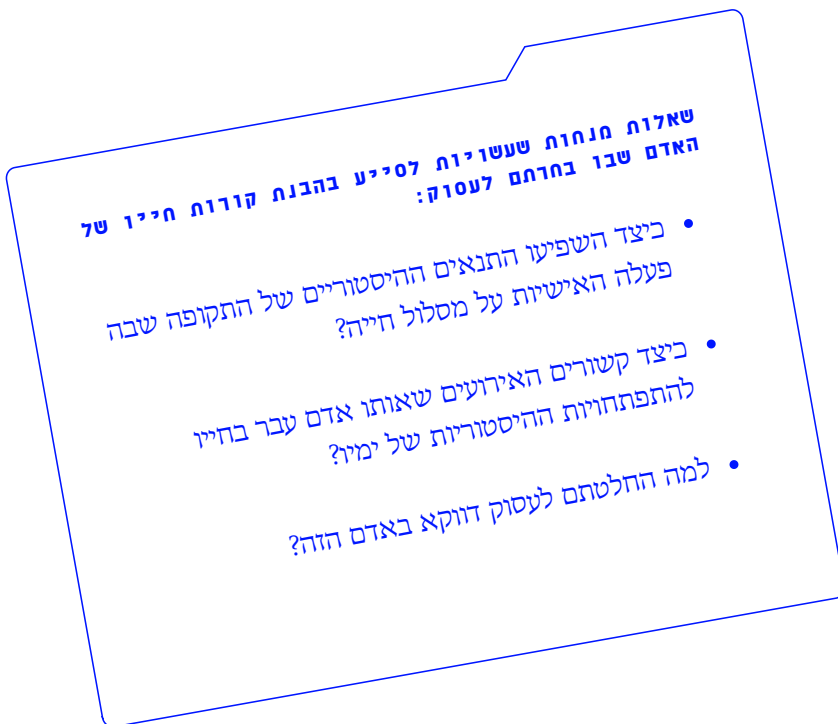 שאלות מנחות שעשויות לסייע בהבנת קורות חייו של
האדם שבו בחרתם לעסוק:
• כיצד השפיעו התנאים ההיסטוריים של התקופה שבה
פעלה האישיות על מסלול חייה?
• כיצד קשורים האירועים שאותו אדם עבר בחייו
להתפתחויות ההיסטוריות של ימיו?
• למה החלטתם לעסוק דווקא באדם הזה?